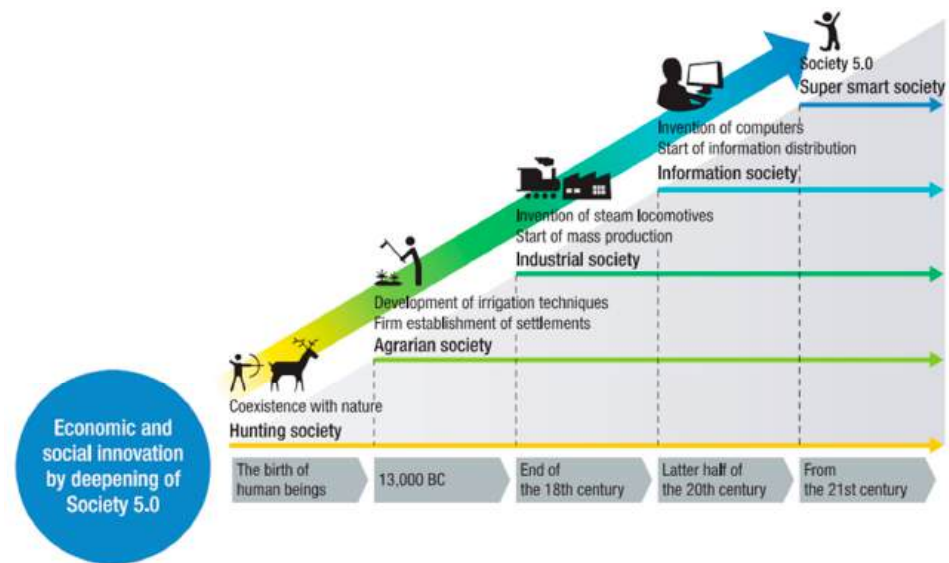 Society 5.0
Super smart society
Invention of computers
Start of information distribution
Information society
Invention of steam locomotives
Start of mass production
Industrial society
Development of irrigation techniques
Firm establishment of settlements
Agrarian society
Coexistence with nature
Hunting society
Economic and
social innovation
by deepening of
Society 5.0
The birth of
human beings
13,000 BC
End of
the 18th century
Latter half of
the 20th century
From
the 21st century